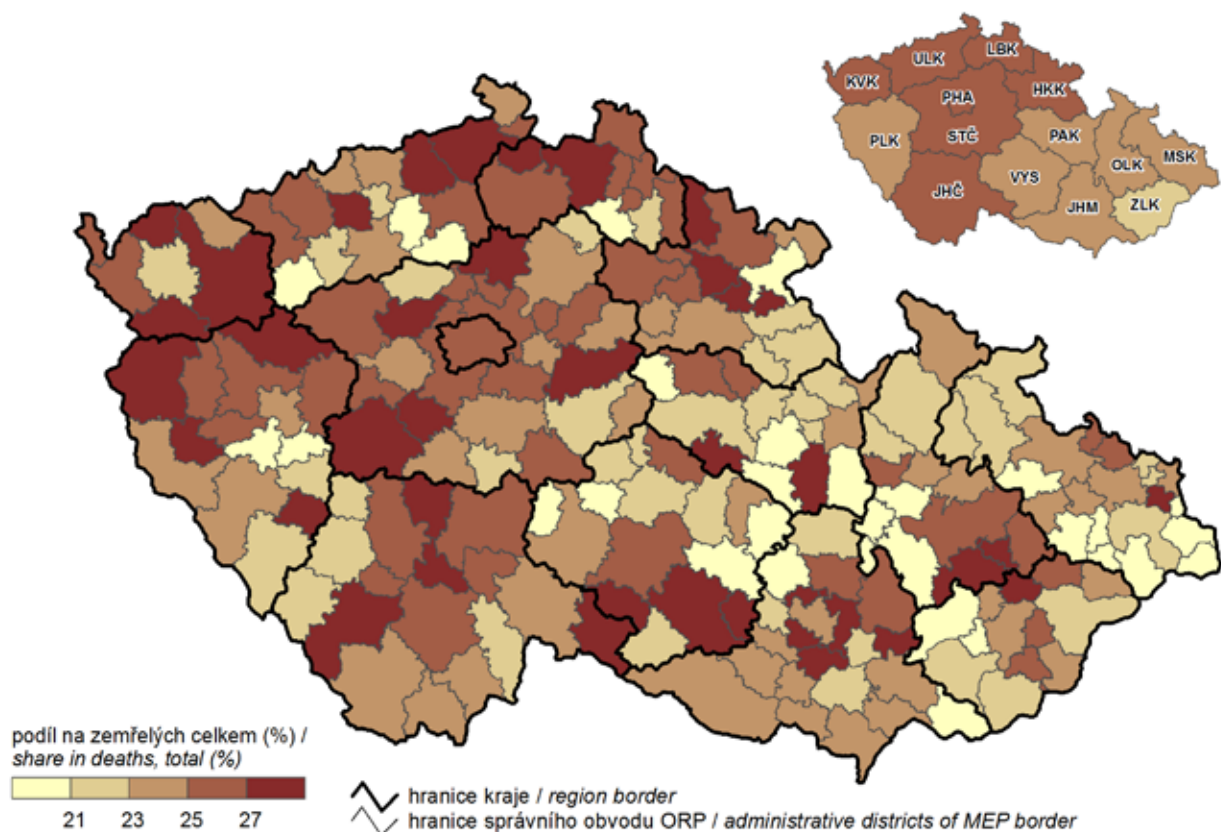 LBK
ULK
KVK
HKK
PHA
PLK
STČ
PAK
MSK
OLK
VYS
JHČ
ZLK
JHM
podíl na zemřelých celkem (%) /
share in deaths, total (%)
21 23 25 27
hranice kraje / region border
hranice správního obvodu ORP / administrative districts of MEP border